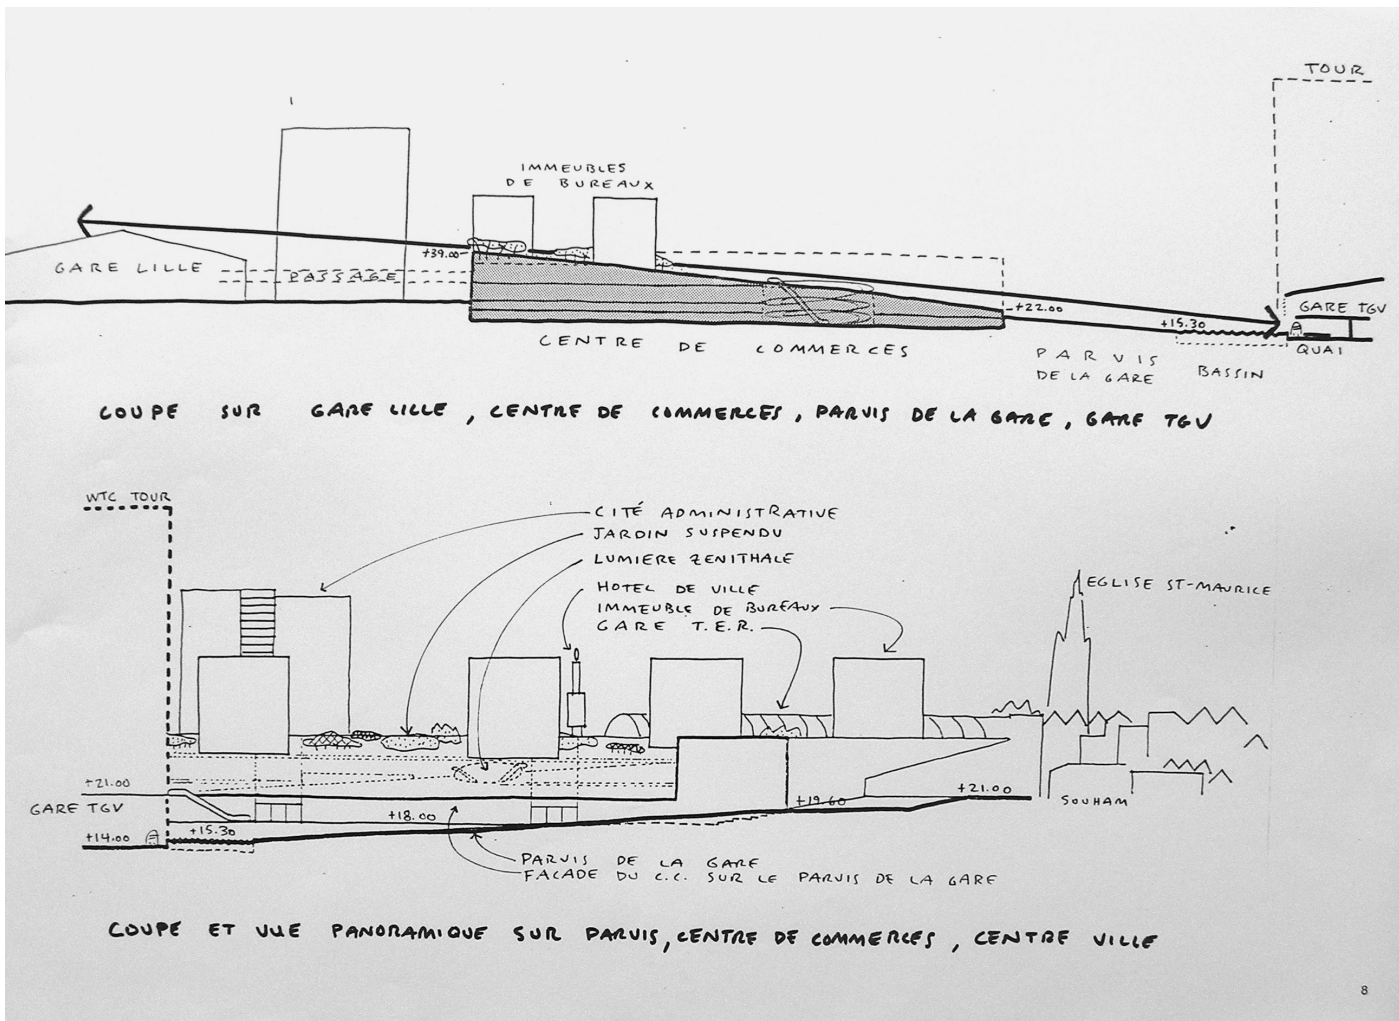 TOUR
IMMEUBLES
DE BUREAUX
+39.00
GARE LILLE
PASSAGE
+22.00
GARE TGV
+15.30
CENTRE DE COMMERCES
PARVIS
DE LA GARE
BASSIN
QUAI
COUPE SUR GARE LILLE, CENTRE DE COMMERCES, PARVIS DE LA GARE, GARE TGV
WTC TOUR
CITÉ ADMINISTRATIVE
JARDIN SUSPENDU
LUMIERE ZENITHALE
HOTEL DE VILLE
IMMEUBLE DE BUREAUX
GARE T.E.R.
EGLISE ST-MAURICE
+21.00
GARE TGV
+14.00
+15.30
+18.00
+19.60
+21.00
SOUHAM
PARVIS DE LA GARE
FACADE DU C.C. SUR LE PARVIS DE LA GARE
COUPE ET VUE PANORAMIQUE SUR PARVIS, CENTRE DE COMMERCES, CENTRE VILLE
8